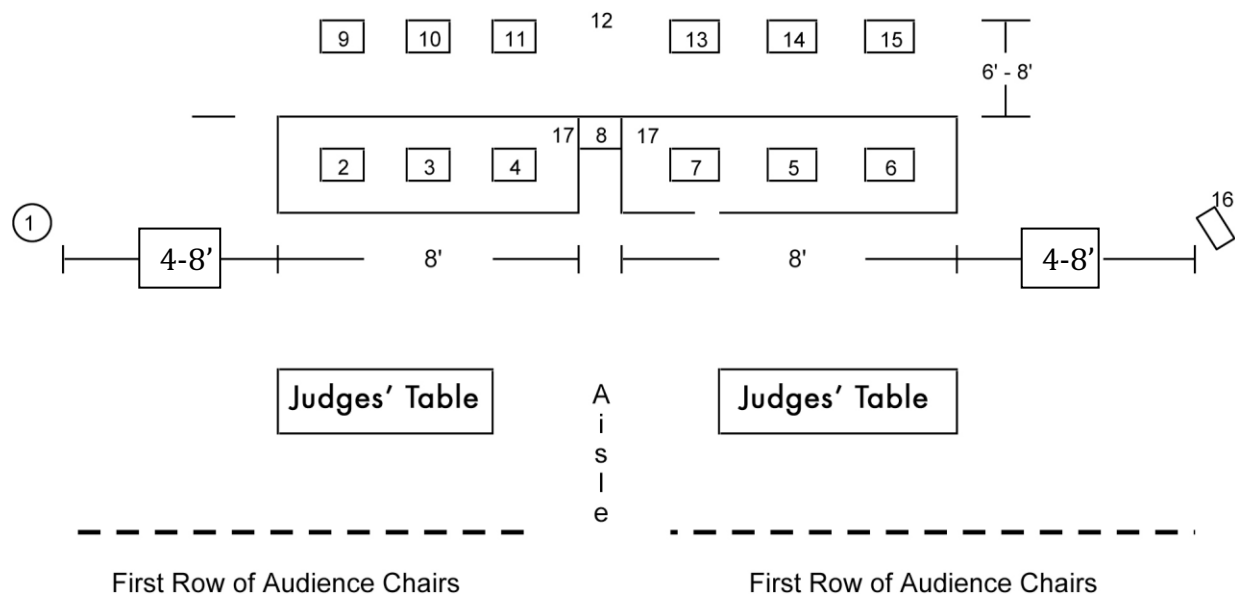 9 10 11 12 13 14 15
6' - 8'
17 8 17
2 3 4 7 5 6
1 16
4-8' 8' 8' 4-8'
Judges' Table Judges' Table
A
i
s
l
e
First Row of Audience Chairs First Row of Audience Chairs